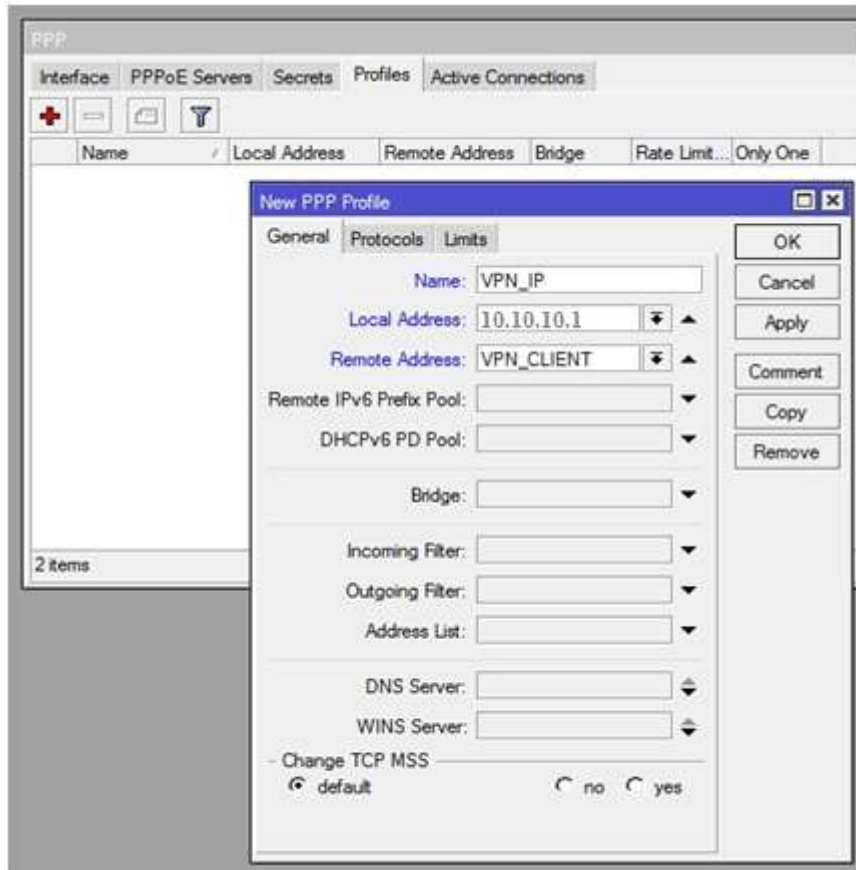 PPP
Interface PPPoE Servers Secrets Profiles Active Connections
Name / Local Address Remote Address Bridge Rate Limit... Only One
2 items
New PPP Profile
General Protocols Limits
Name: VPN_IP
Local Address: 10.10.10.1
Remote Address: VPN_CLIENT
Remote IPv6 Prefix Pool:
DHCPv6 PD Pool:
Bridge:
Incoming Filter:
Outgoing Filter:
Address List:
DNS Server:
WINS Server:
Change TCP MSS
default no yes
OK
Cancel
Apply
Comment
Copy
Remove